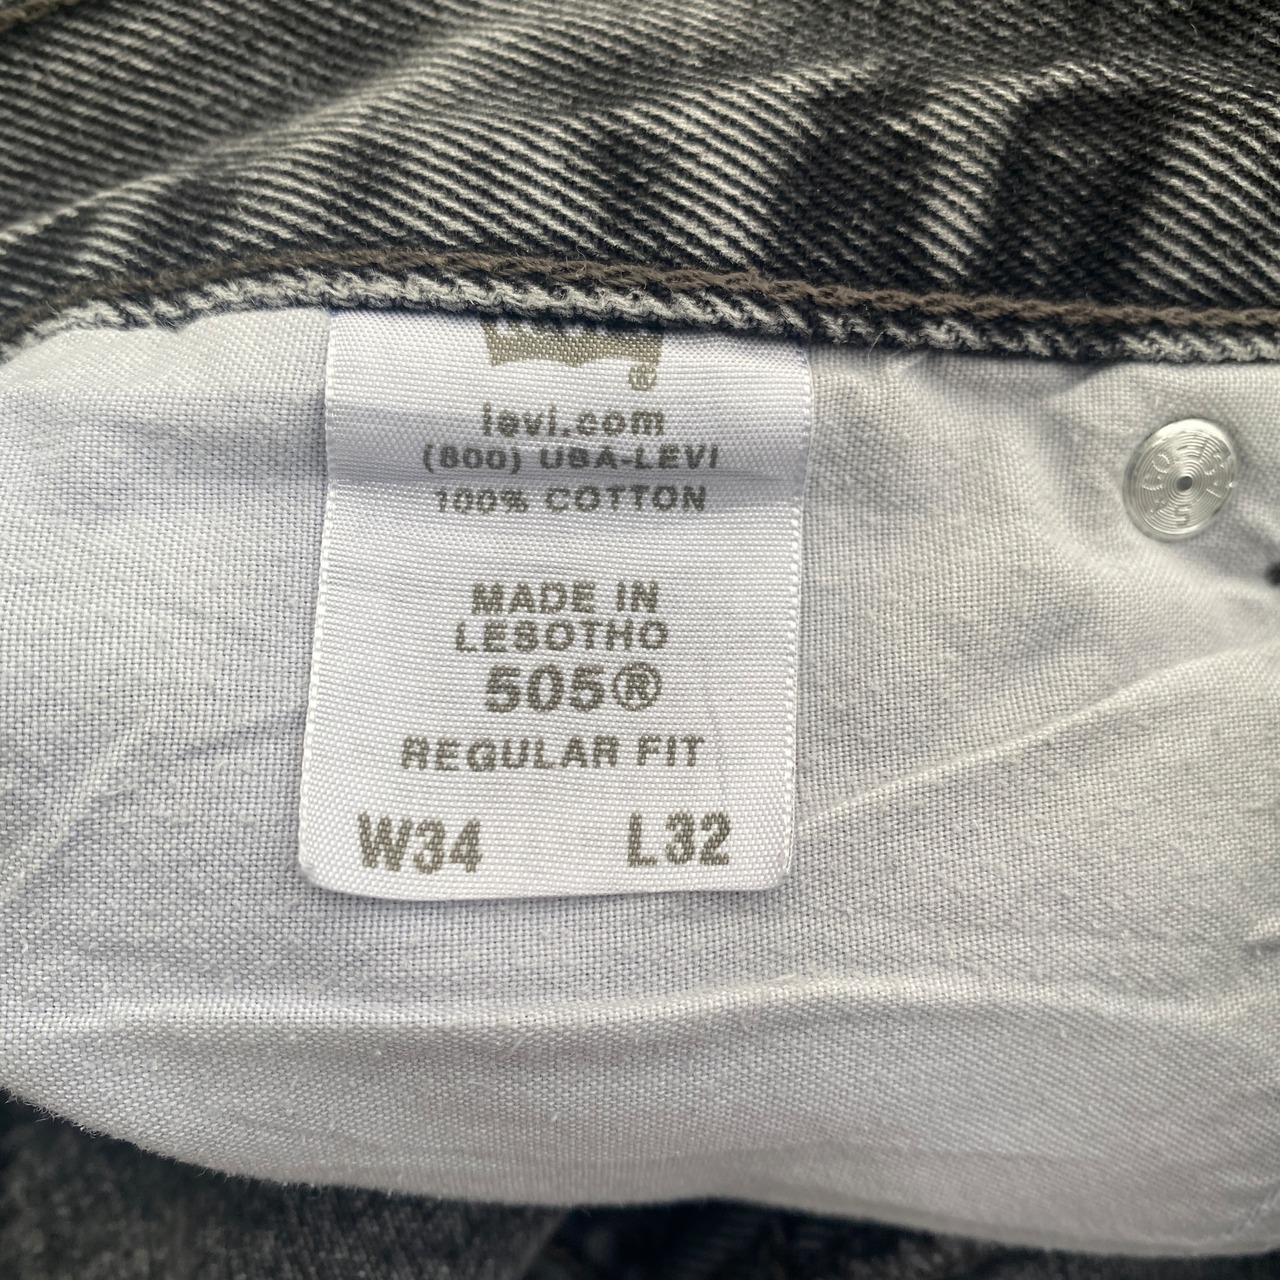 ®
levi.com
(800) USA-LEVI
100% COTTON
MADE IN
LESOTHO
505®
REGULAR FIT
W34 L32